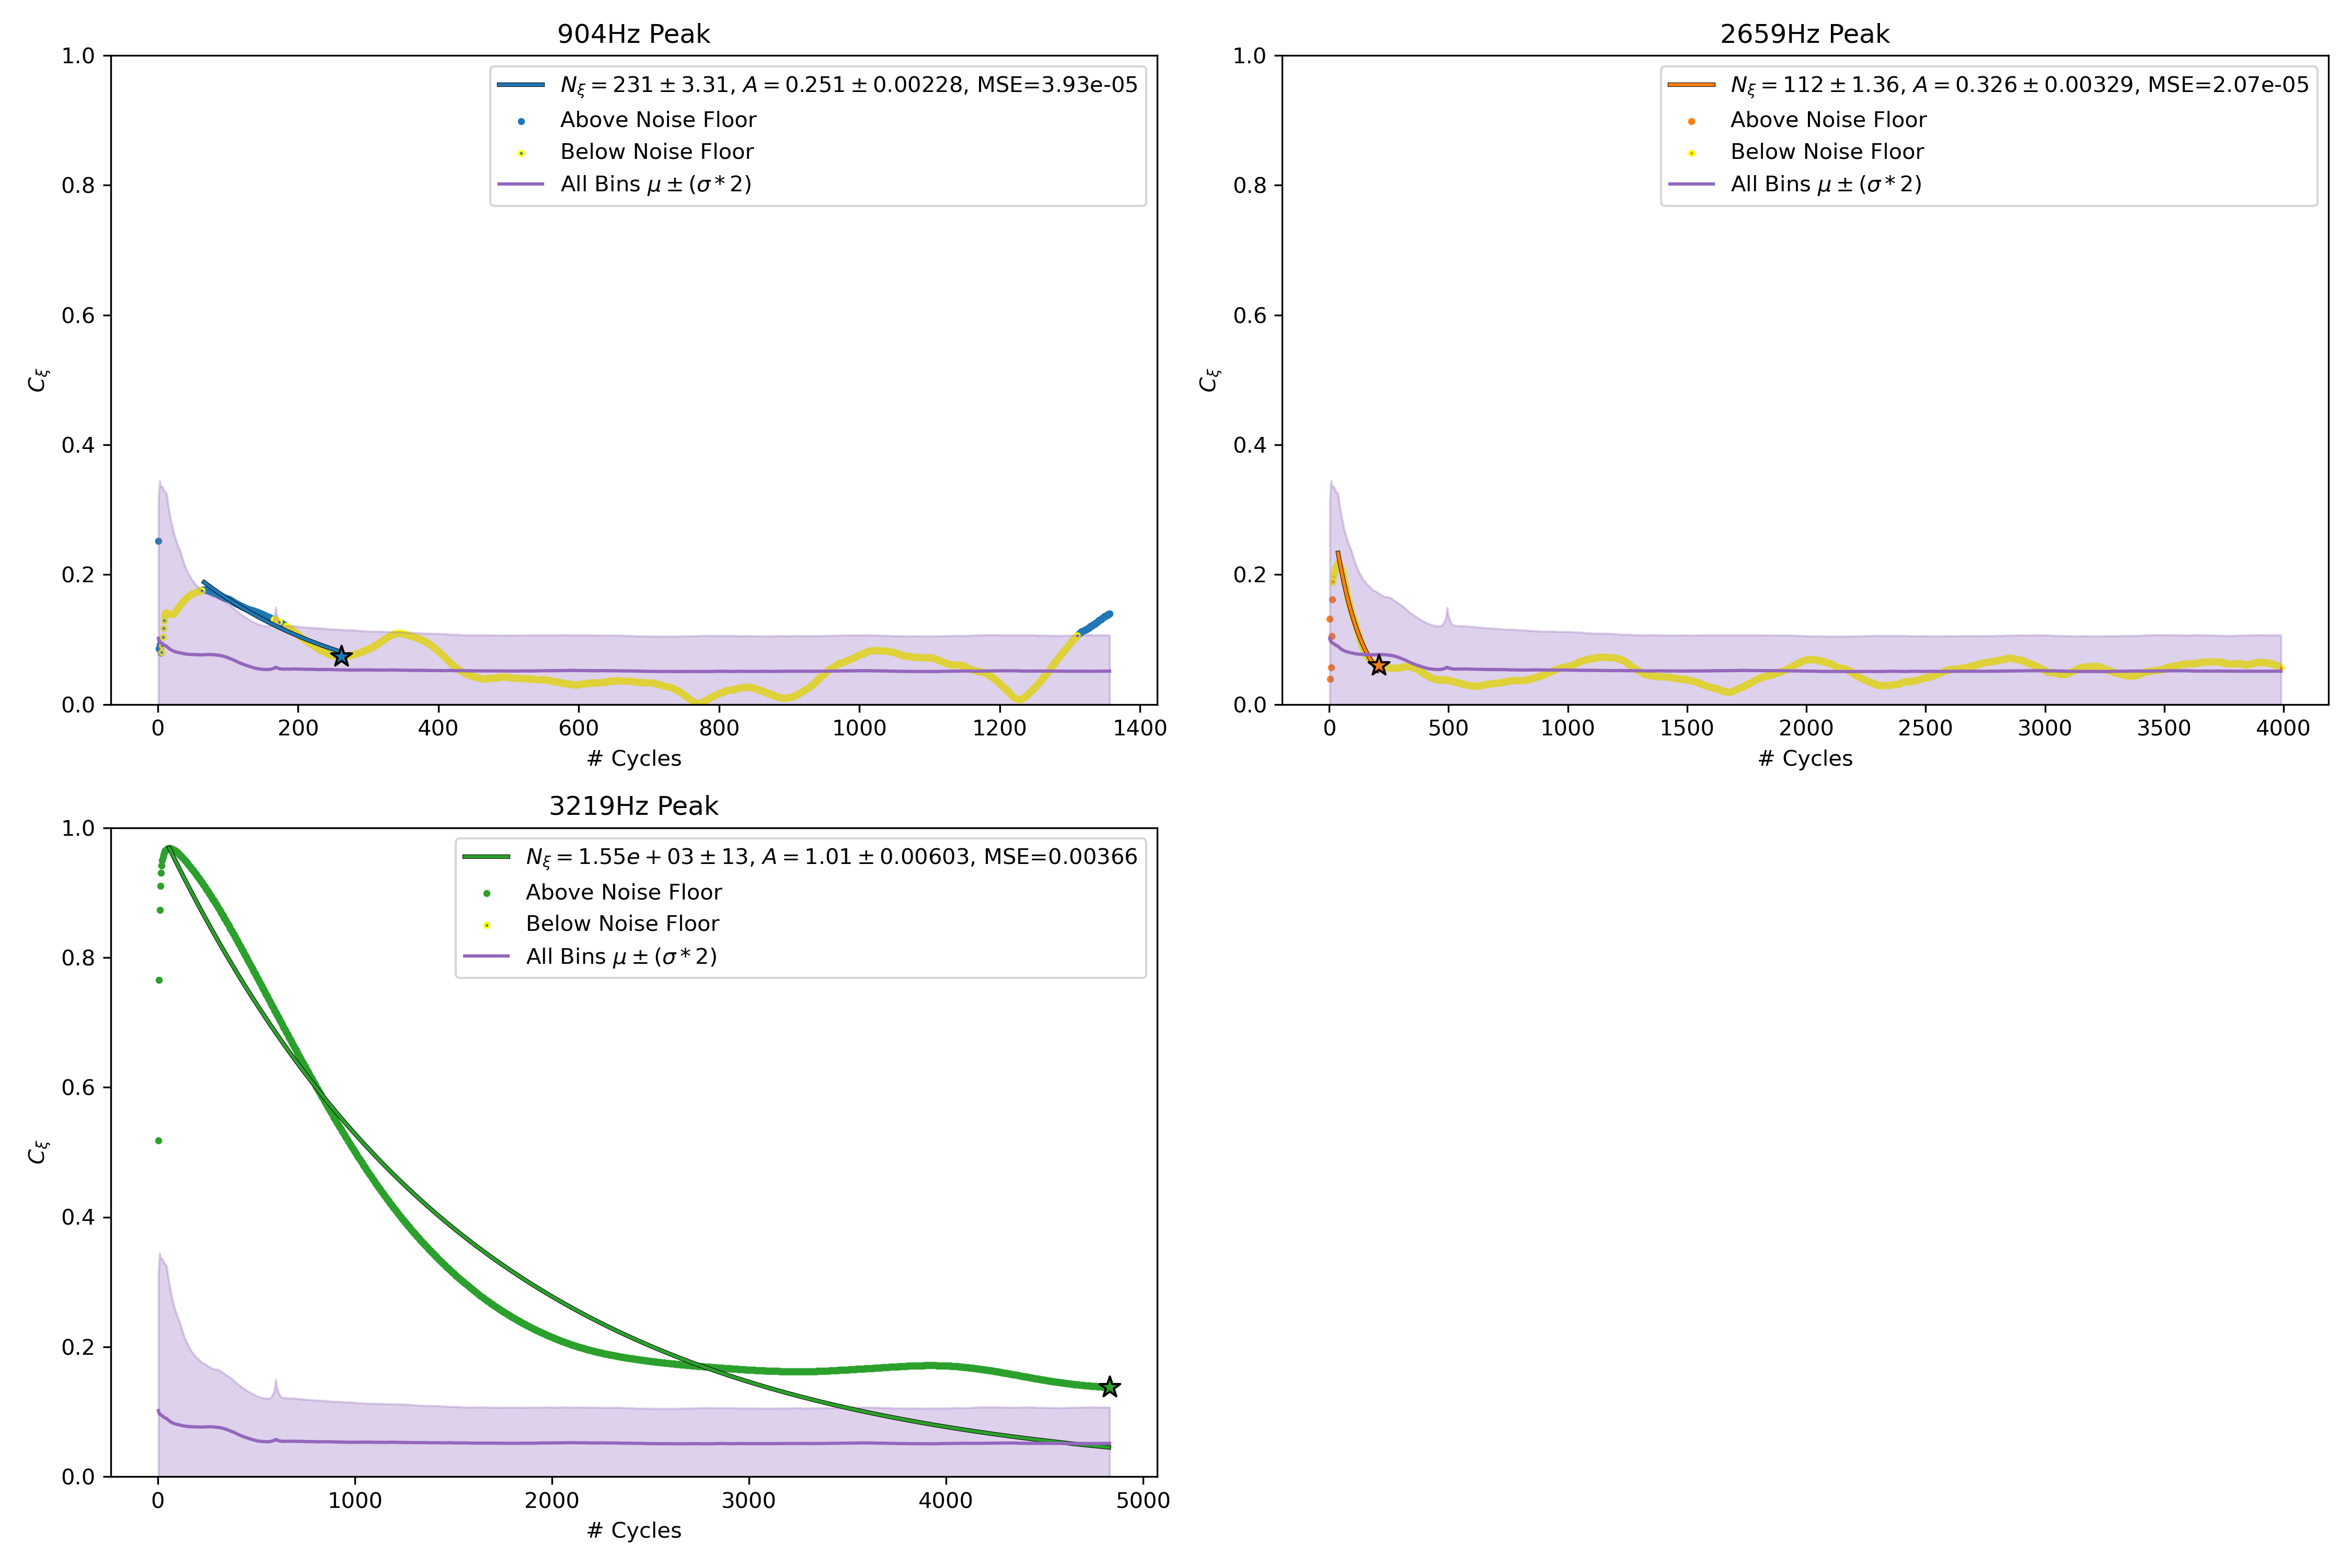 904Hz Peak
1.0
0.8
0.6
0.4
0.2
0.0
C_ξ
N_ξ = 231 ± 3.31, A = 0.251 ± 0.00228, MSE=3.93e-05
Above Noise Floor
Below Noise Floor
All Bins μ ± (σ * 2)
0 200 400 600 800 1000 1200 1400
# Cycles
2659Hz Peak
1.0
0.8
0.6
0.4
0.2
0.0
C_ξ
N_ξ = 112 ± 1.36, A = 0.326 ± 0.00329, MSE=2.07e-05
Above Noise Floor
Below Noise Floor
All Bins μ ± (σ * 2)
0 500 1000 1500 2000 2500 3000 3500 4000
# Cycles
3219Hz Peak
1.0
0.8
0.6
0.4
0.2
0.0
C_ξ
N_ξ = 1.55e + 03 ± 13, A = 1.01 ± 0.00603, MSE=0.00366
Above Noise Floor
Below Noise Floor
All Bins μ ± (σ * 2)
0 1000 2000 3000 4000 5000
# Cycles